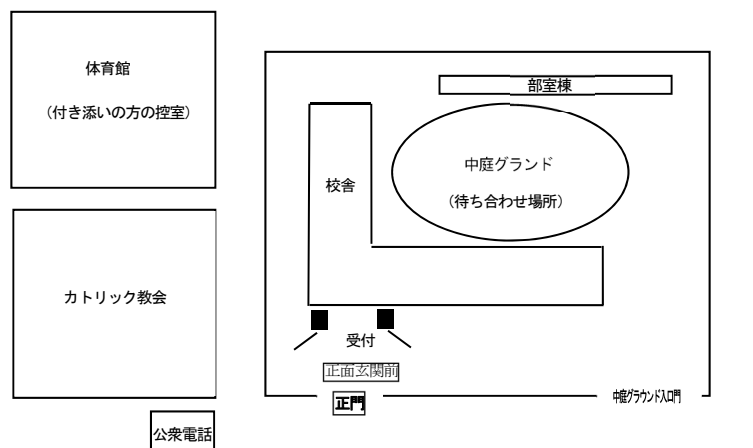 体育館
（付き添いの方の控室）
部室棟
中庭グランド
（待ち合わせ場所）
校舎
カトリック教会
受付
正面玄関前
正門
中庭グラウンド入口門
公衆電話